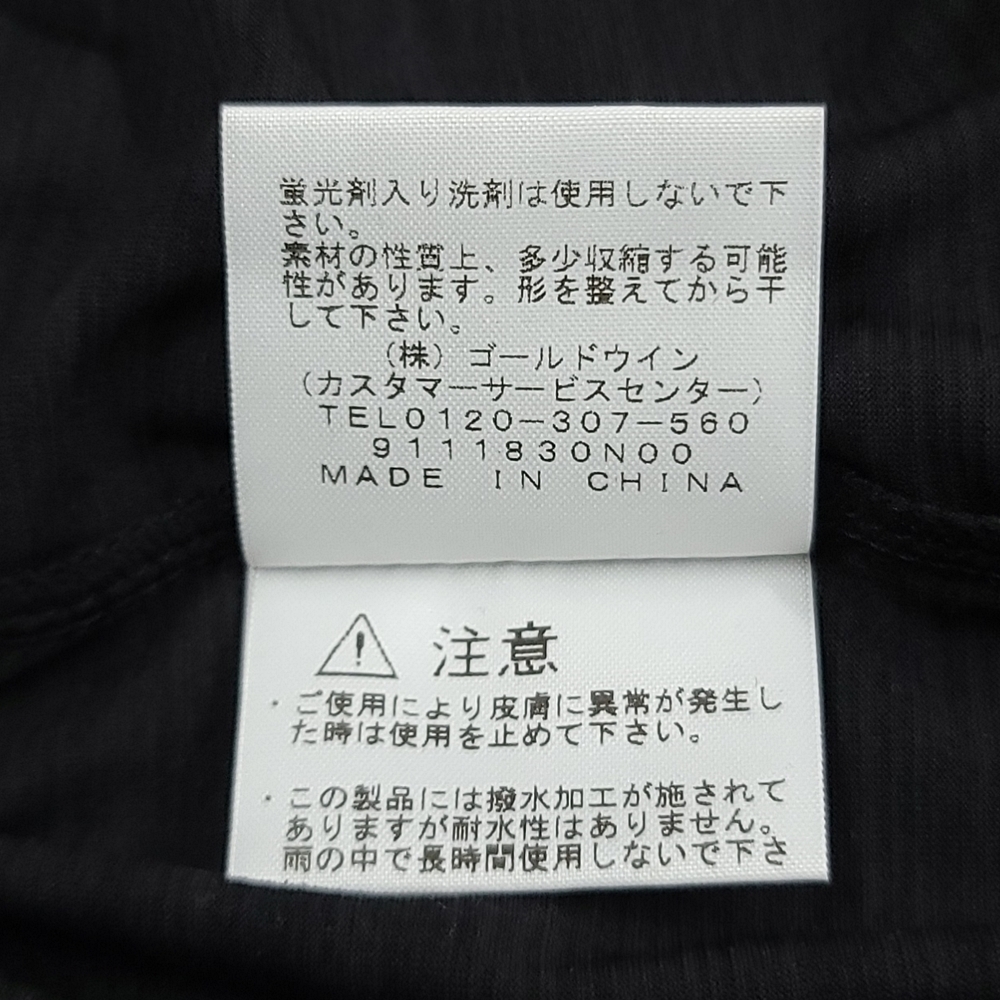 蛍光剤入り洗剤は使用しないで下
さい。
素材の性質上、多少収縮する可能
性があります。形を整えてから干
して下さい。
（株）ゴールドウイン
（カスタマーサービスセンター）
TEL0120-307-560
9111830N00
MADE IN CHINA
注意
・ご使用により皮膚に異常が発生し
た時は使用を止めて下さい。
・この製品には撥水加工が施されて
ありますが耐水性はありません。
雨の中で長時間使用しないで下さ